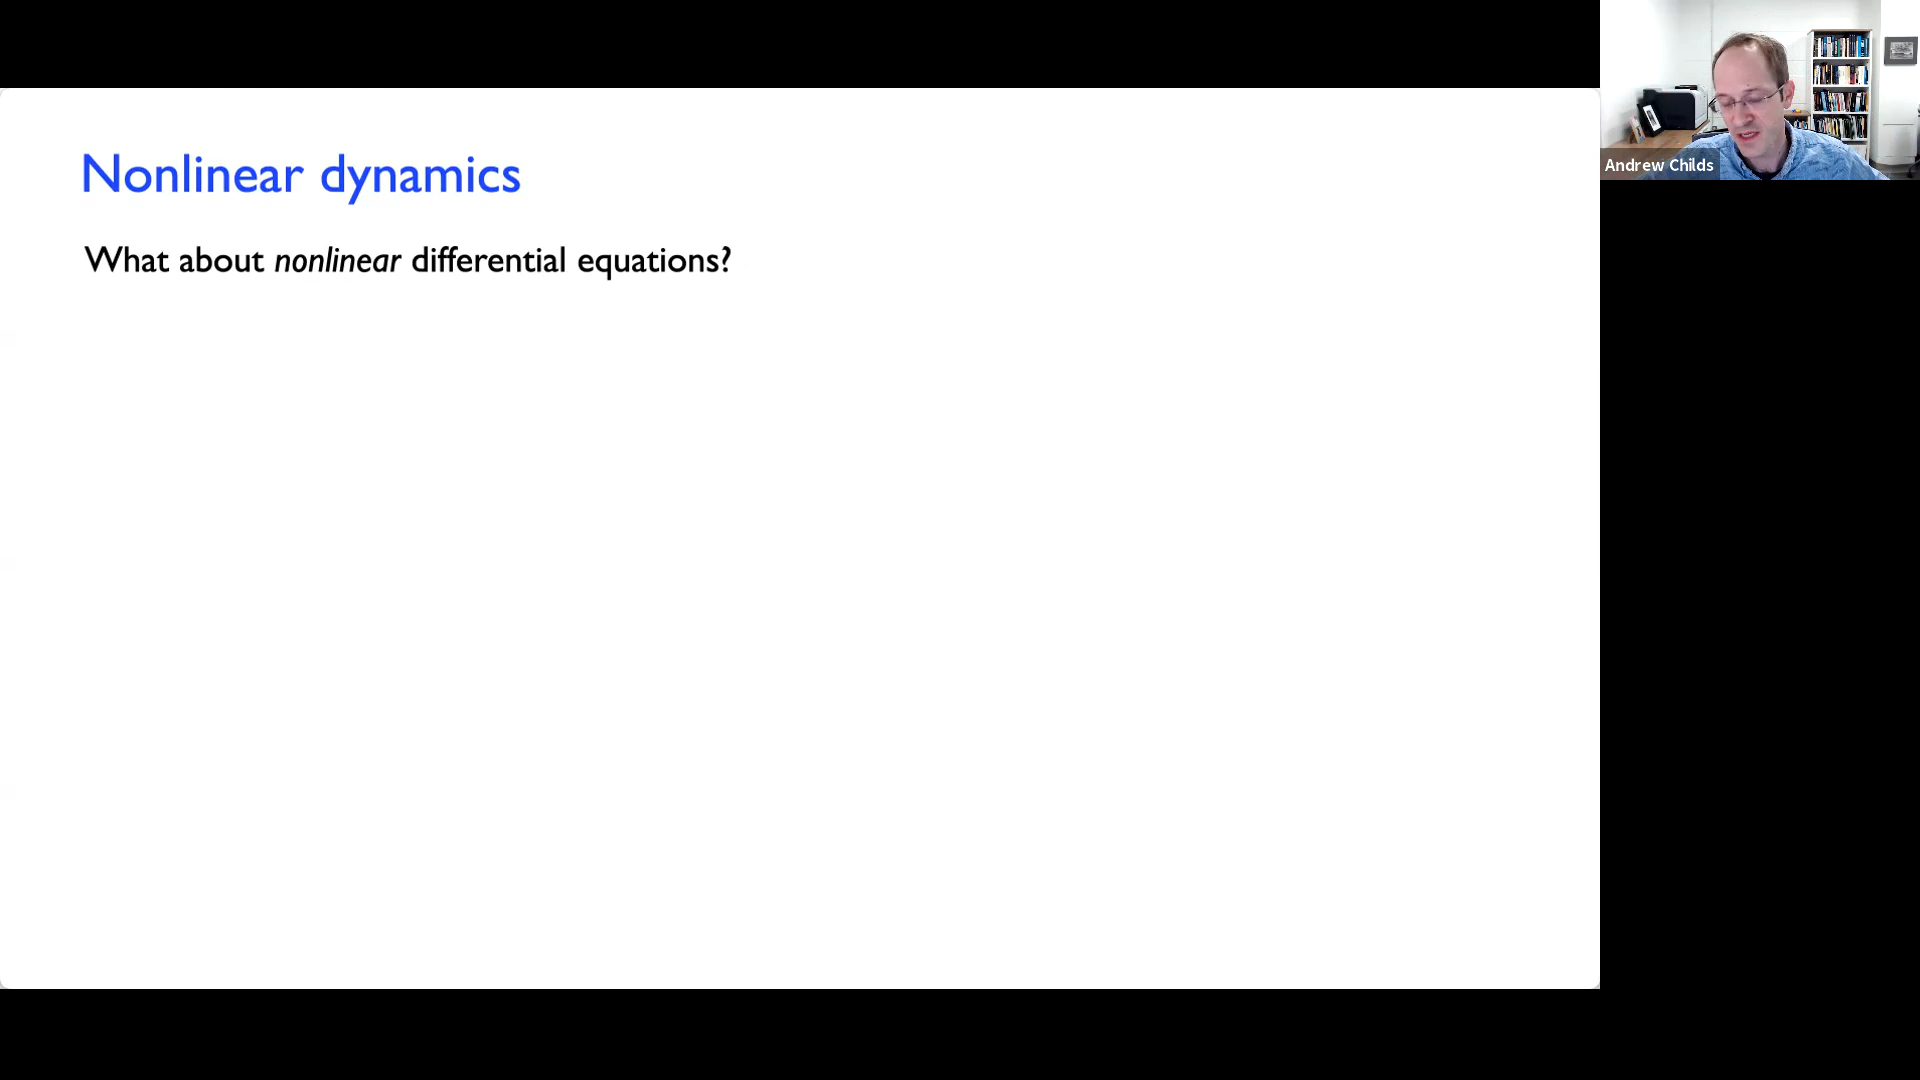 Nonlinear dynamics
What about nonlinear differential equations?
Andrew Childs